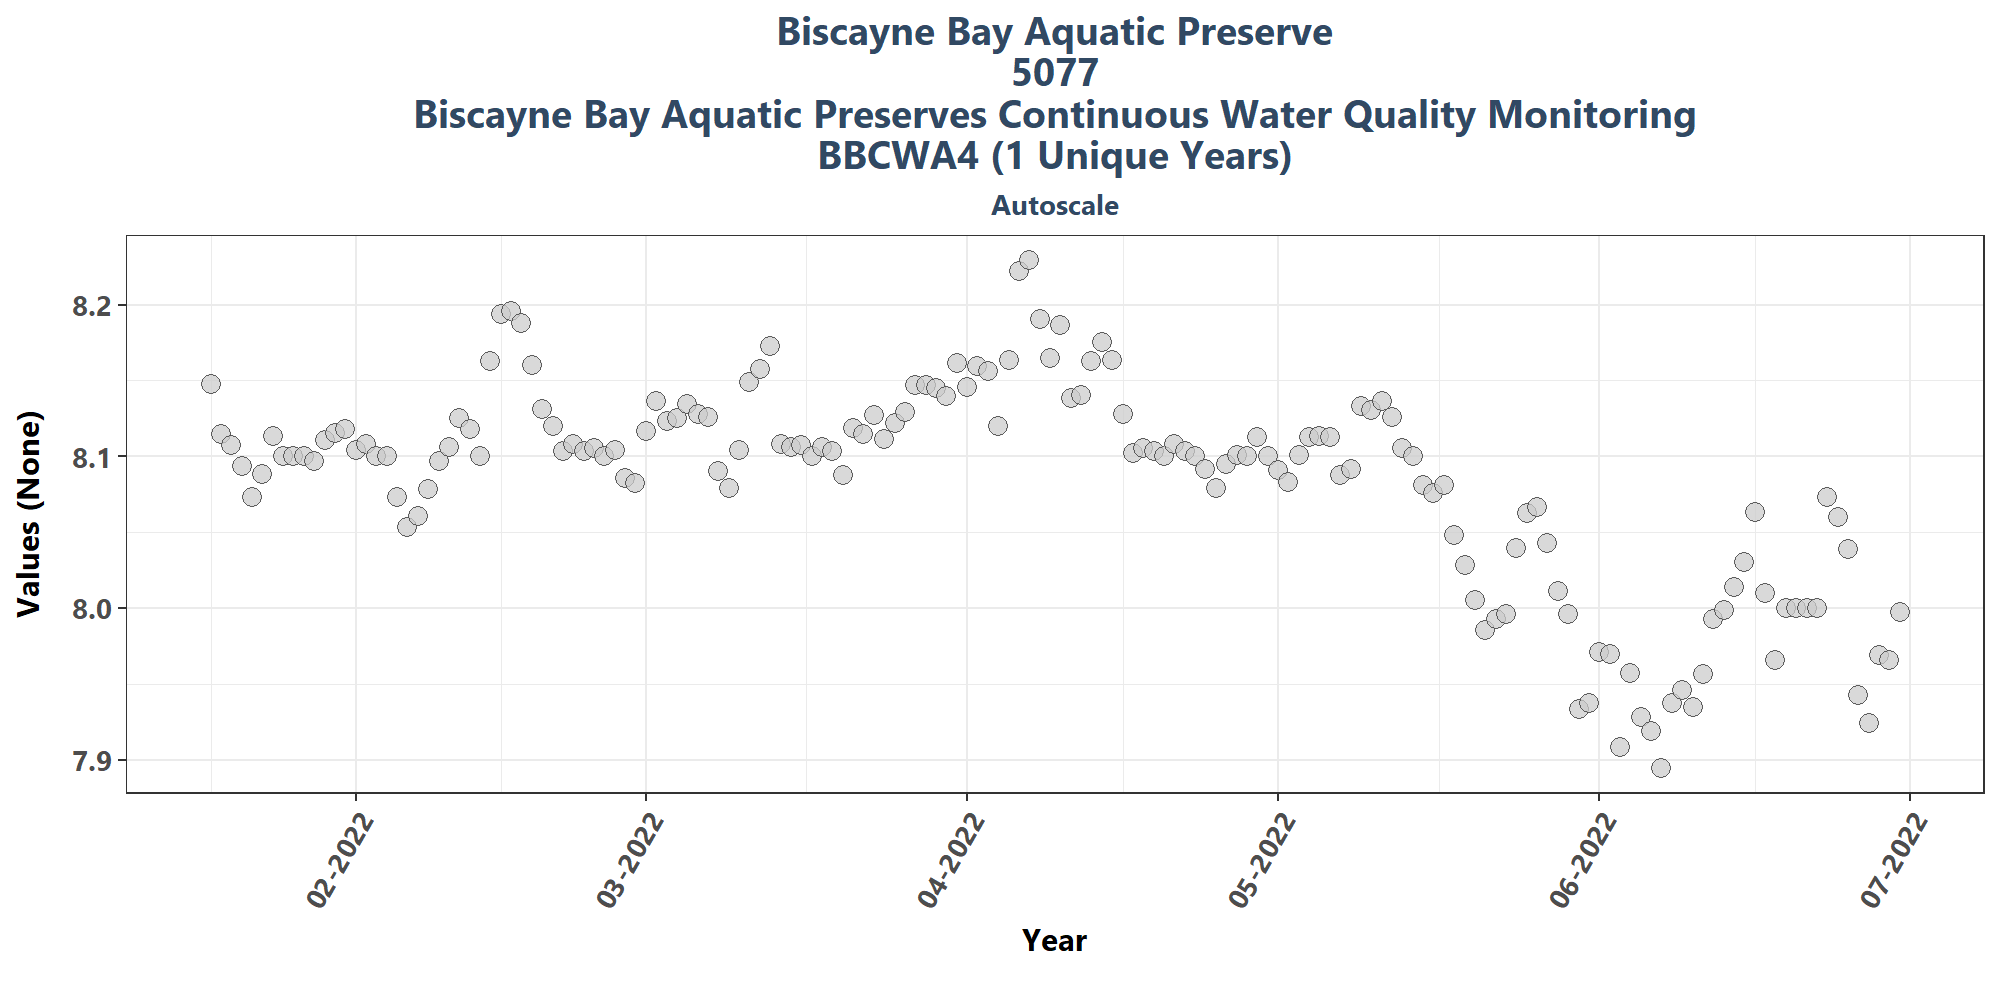 Biscayne Bay Aquatic Preserve
5077
Biscayne Bay Aquatic Preserves Continuous Water Quality Monitoring
BBCWA4 (1 Unique Years)
Autoscale
Values (None)
8.2
8.1
8.0
7.9
02-2022
03-2022
04-2022
05-2022
06-2022
07-2022
Year